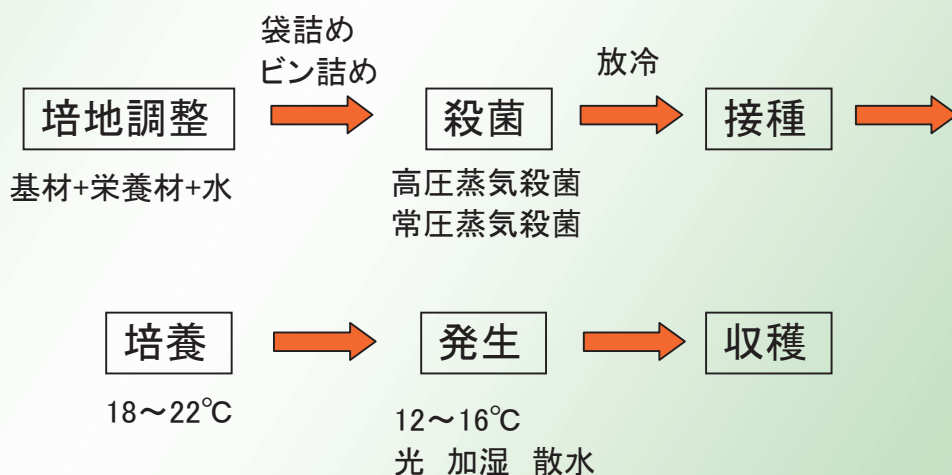 袋詰め
ビン詰め
放冷
培地調整
殺菌
接種
基材+栄養材+水
高圧蒸気殺菌
常圧蒸気殺菌
培養
発生
収穫
18～22℃
12～16℃
光　加湿　散水